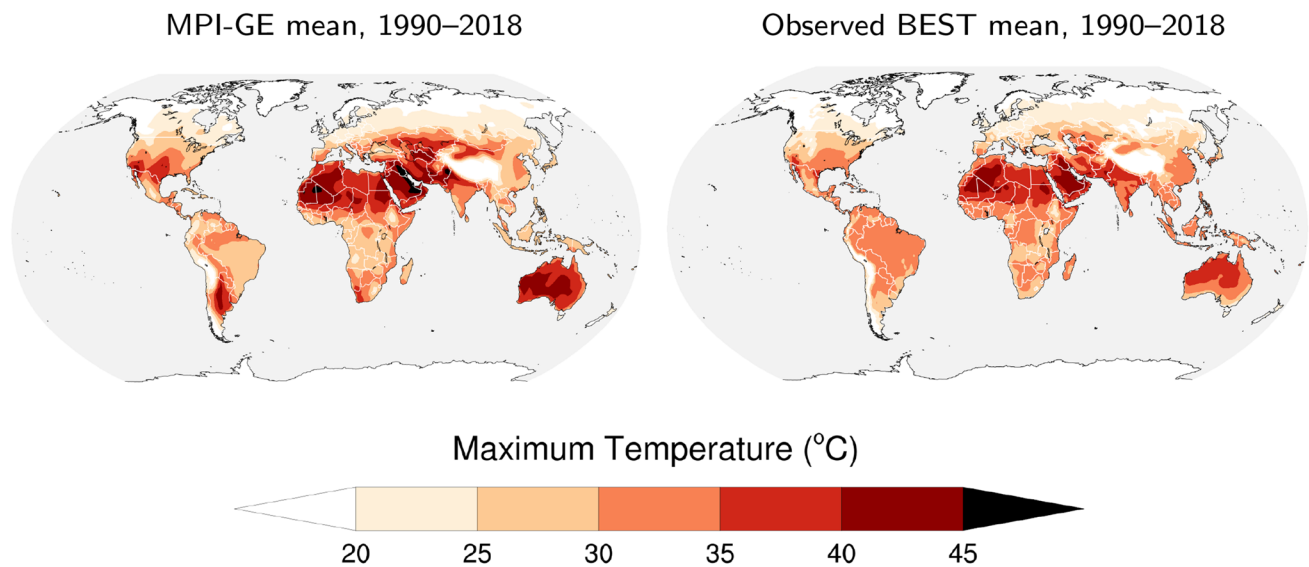 MPI-GE mean, 1990–2018
Observed BEST mean, 1990–2018
Maximum Temperature (°C)
20 25 30 35 40 45